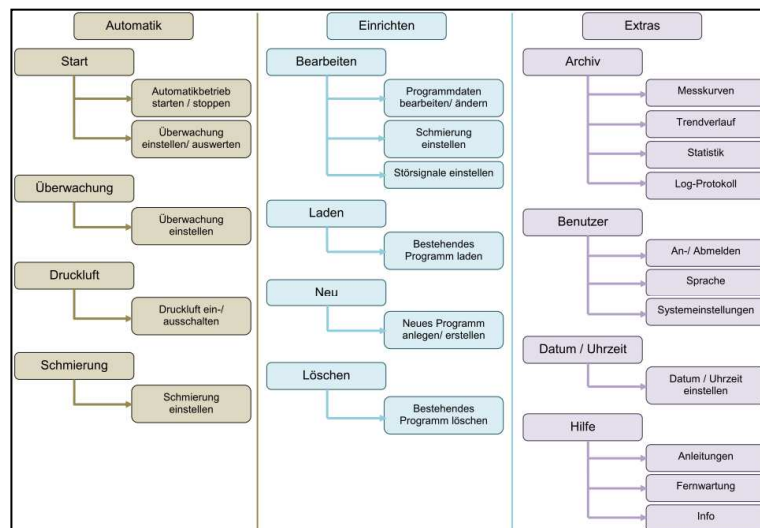 Automatik
Start
Automatikbetrieb
starten / stoppen
Überwachung
einstellen/ auswerten
Überwachung
Überwachung
einstellen
Druckluft
Druckluft ein-/
ausschalten
Schmierung
Schmierung
einstellen
Einrichten
Bearbeiten
Programmdaten
bearbeiten/ ändern
Schmierung
einstellen
Störsignale einstellen
Laden
Bestehendes
Programm laden
Neu
Neues Programm
anlegen/ erstellen
Löschen
Bestehendes
Programm löschen
Extras
Archiv
Messkurven
Trendverlauf
Statistik
Log-Protokoll
Benutzer
An-/ Abmelden
Sprache
Systemeinstellungen
Datum / Uhrzeit
Datum / Uhrzeit
einstellen
Hilfe
Anleitungen
Fernwartung
Info